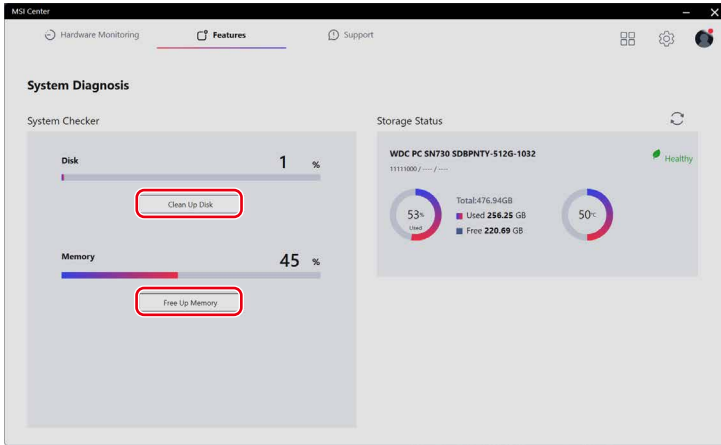 MSI Center
Hardware Monitoring
Features
Support
System Diagnosis
System Checker
Disk
1 %
Clean Up Disk
Memory
45 %
Free Up Memory
Storage Status
WDC PC SN730 SDBPNTY-512G-1032
11111000 / ---- / ----
Healthy
53%
Used
Total:476.94GB
Used 256.25 GB
Free 220.69 GB
50°C